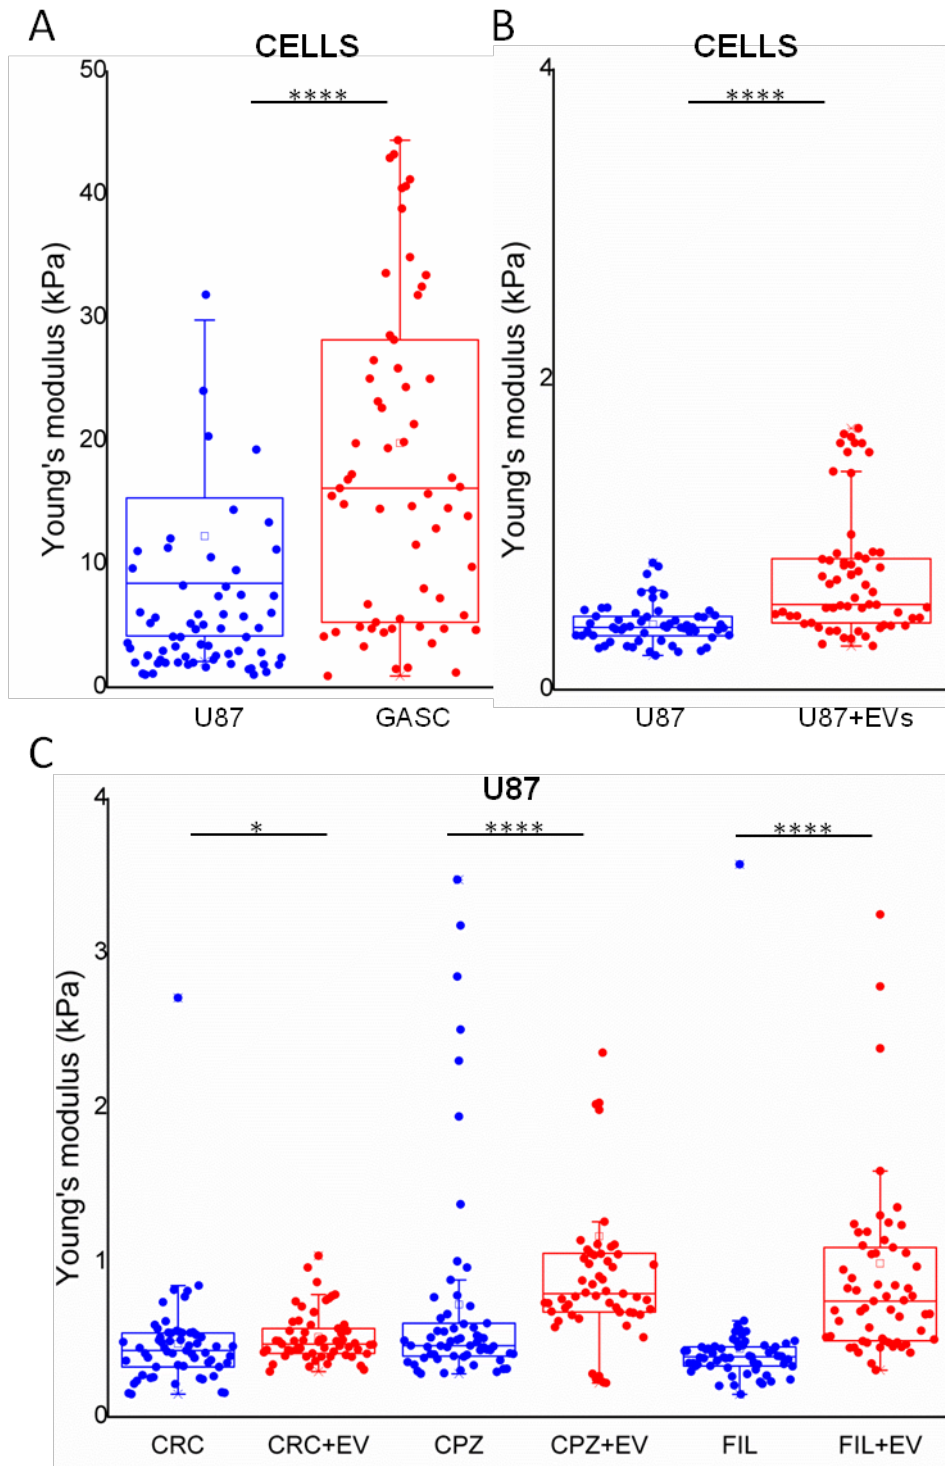 A
CELLS
****
Young's modulus (kPa)
50
40
30
20
10
0
U87
GASC
B
CELLS
****
Young's modulus (kPa)
4
2
0
U87
U87+EVs
C
U87
*
****
****
Young's modulus (kPa)
4
3
2
1
0
CRC
CRC+EV
CPZ
CPZ+EV
FIL
FIL+EV